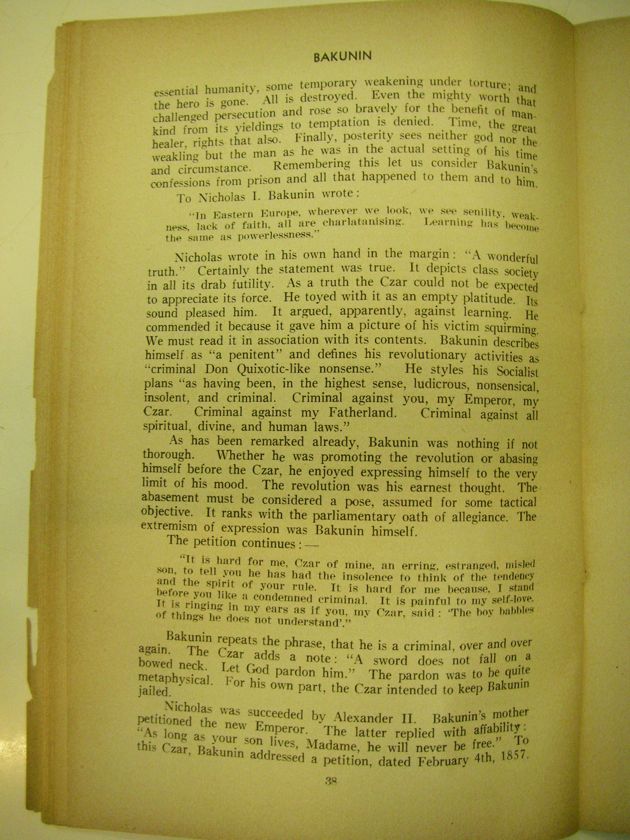 BAKUNIN
essential humanity, some temporary weakening under torture; and
the hero is gone. All is destroyed. Even the mighty worth that
challenged persecution and rose so bravely for the benefit of man-
kind from its yieldings to temptation is denied. Time, the great
healer, rights that also. Finally, posterity sees neither god nor the
weakling but the man as he was in the actual setting of his time
and circumstance. Remembering this let us consider Bakunin's
confessions from prison and all that happened to them and to him.
To Nicholas I. Bakunin wrote:
"In Eastern Europe, wherever we look, we see senility, weak-
ness, lack of faith, all are charlatanising. Learning has become
the same as powerlessness."
Nicholas wrote in his own hand in the margin: "A wonderful
truth." Certainly the statement was true. It depicts class society
in all its drab futility. As a truth the Czar could not be expected
to appreciate its force. He toyed with it as an empty platitude. Its
sound pleased him. It argued, apparently, against learning. He
commended it because it gave him a picture of his victim squirming.
We must read it in association with its contents. Bakunin describes
himself as "a penitent" and defines his revolutionary activities as
"criminal Don Quixotic-like nonsense." He styles his Socialist
plans "as having been, in the highest sense, ludicrous, nonsensical,
insolent, and criminal. Criminal against you, my Emperor, my
Czar. Criminal against my Fatherland. Criminal against all
spiritual, divine, and human laws."
As has been remarked already, Bakunin was nothing if not
thorough. Whether he was promoting the revolution or abasing
himself before the Czar, he enjoyed expressing himself to the very
limit of his mood. The revolution was his earnest thought. The
abasement must be considered a pose, assumed for some tactical
objective. It ranks with the parliamentary oath of allegiance. The
extremism of expression was Bakunin himself.
The petition continues:—
"It is hard for me, Czar of mine, an erring, estranged, misled
son, to tell you he has had the insolence to think of the tendency
and the spirit of your rule. It is hard for me because, I stand
before you like a condemned criminal. It is painful to my self-love.
It is ringing in my ears as if you, my Czar, said: 'The boy babbles
of things he does not understand'."
Bakunin repeats the phrase, that he is a criminal, over and over
again. The Czar adds a note: "A sword does not fall on a
bowed neck. Let God pardon him." The pardon was to be quite
metaphysical. For his own part, the Czar intended to keep Bakunin
jailed.
Nicholas was succeeded by Alexander II. Bakunin's mother
petitioned the new Emperor. The latter replied with affability:
"As long as your son lives, Madame, he will never be free." To
this Czar, Bakunin addressed a petition, dated February 4th, 1857.
38